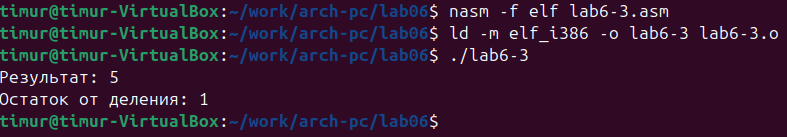 timur@timur-VirtualBox:~/work/arch-pc/lab06$ nasm -f elf lab6-3.asm
timur@timur-VirtualBox:~/work/arch-pc/lab06$ ld -m elf_i386 -o lab6-3 lab6-3.o
timur@timur-VirtualBox:~/work/arch-pc/lab06$ ./lab6-3
Результат: 5
Остаток от деления: 1
timur@timur-VirtualBox:~/work/arch-pc/lab06$